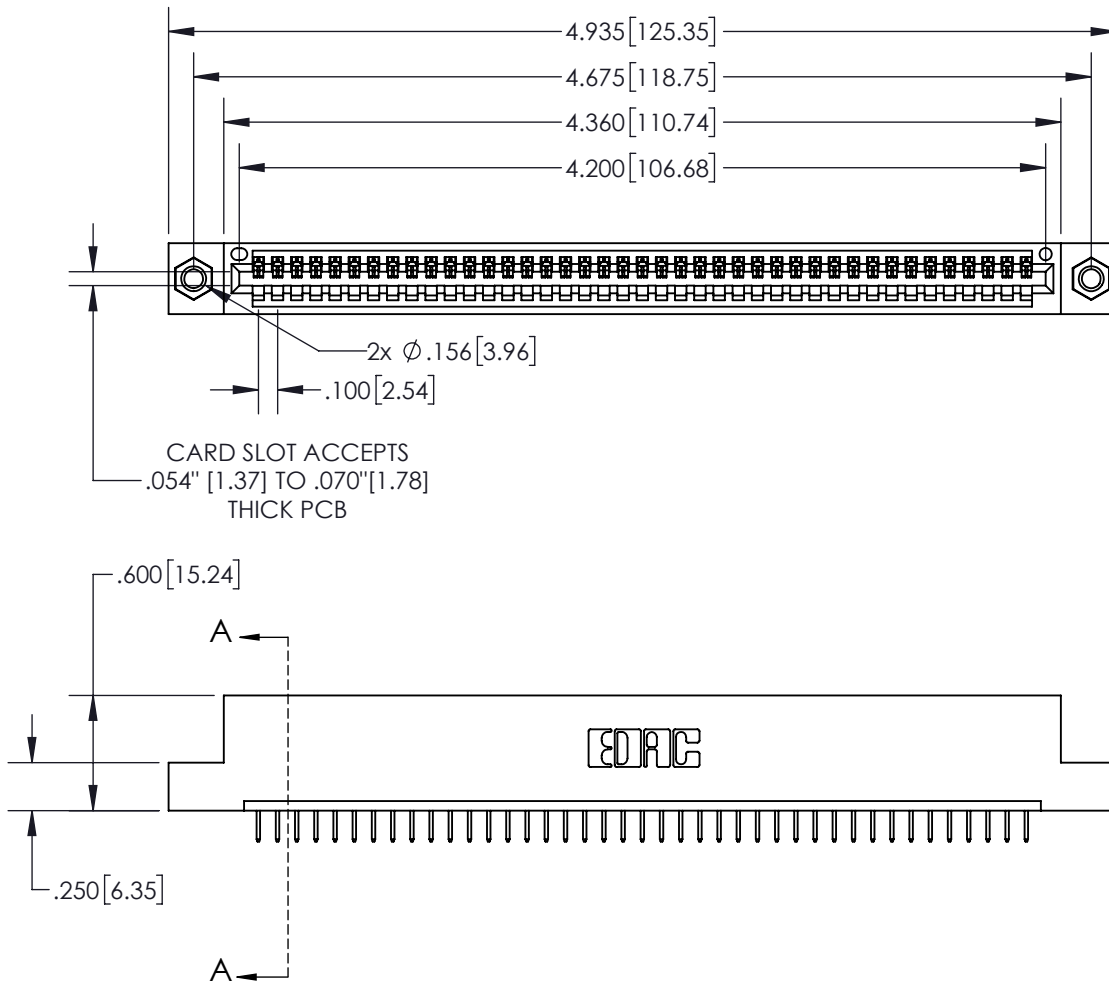 4.935[125.35]
4.675[118.75]
4.360[110.74]
4.200[106.68]
2x Ø.156[3.96]
.100[2.54]
CARD SLOT ACCEPTS
.054" [1.37] TO .070"[1.78]
THICK PCB
.600[15.24]
A
EDAC
.250[6.35]
A